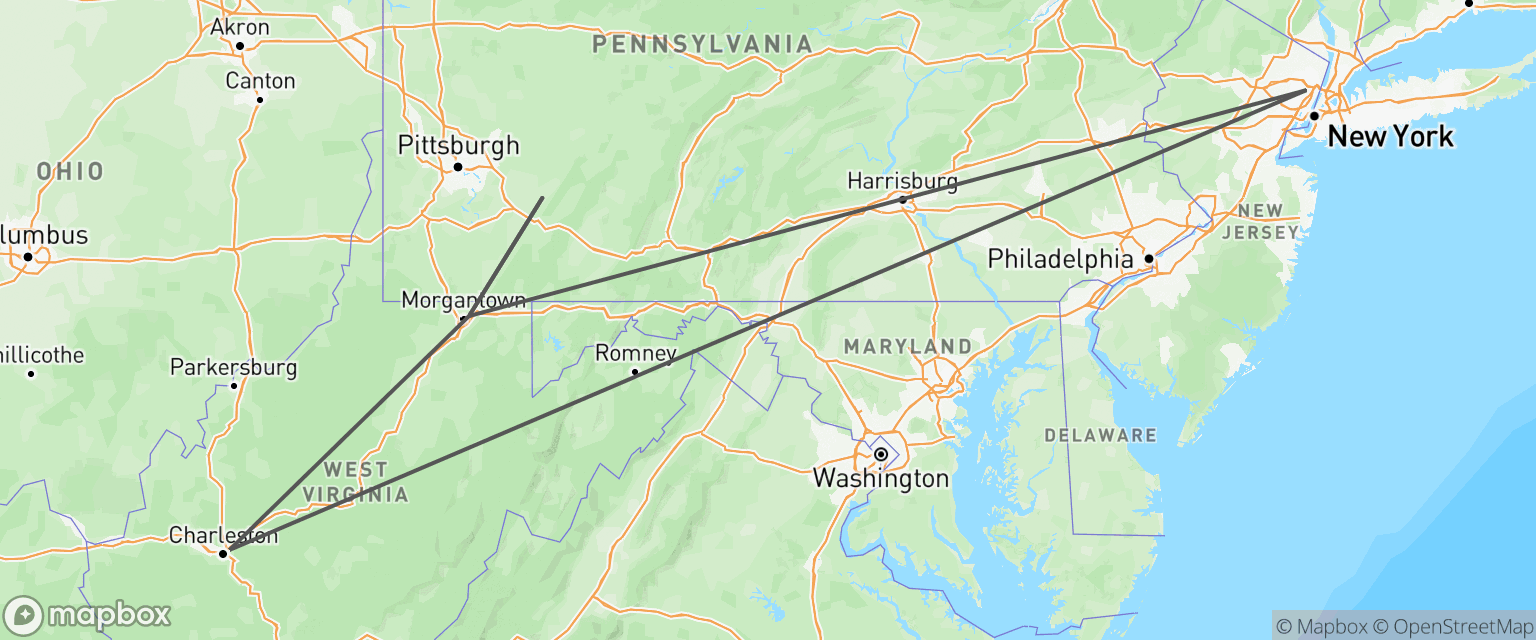 Akron
PENNSYLVANIA
Canton
New York
Pittsburgh
OHIO
Harrisburg
NEW
JERSEY
lumbus
Philadelphia
Morgantown
MARYLAND
hillicothe
Romney
Parkersburg
DELAWARE
WEST
VIRGINIA
Washington
Charleston
mapbox
© Mapbox © OpenStreetMap